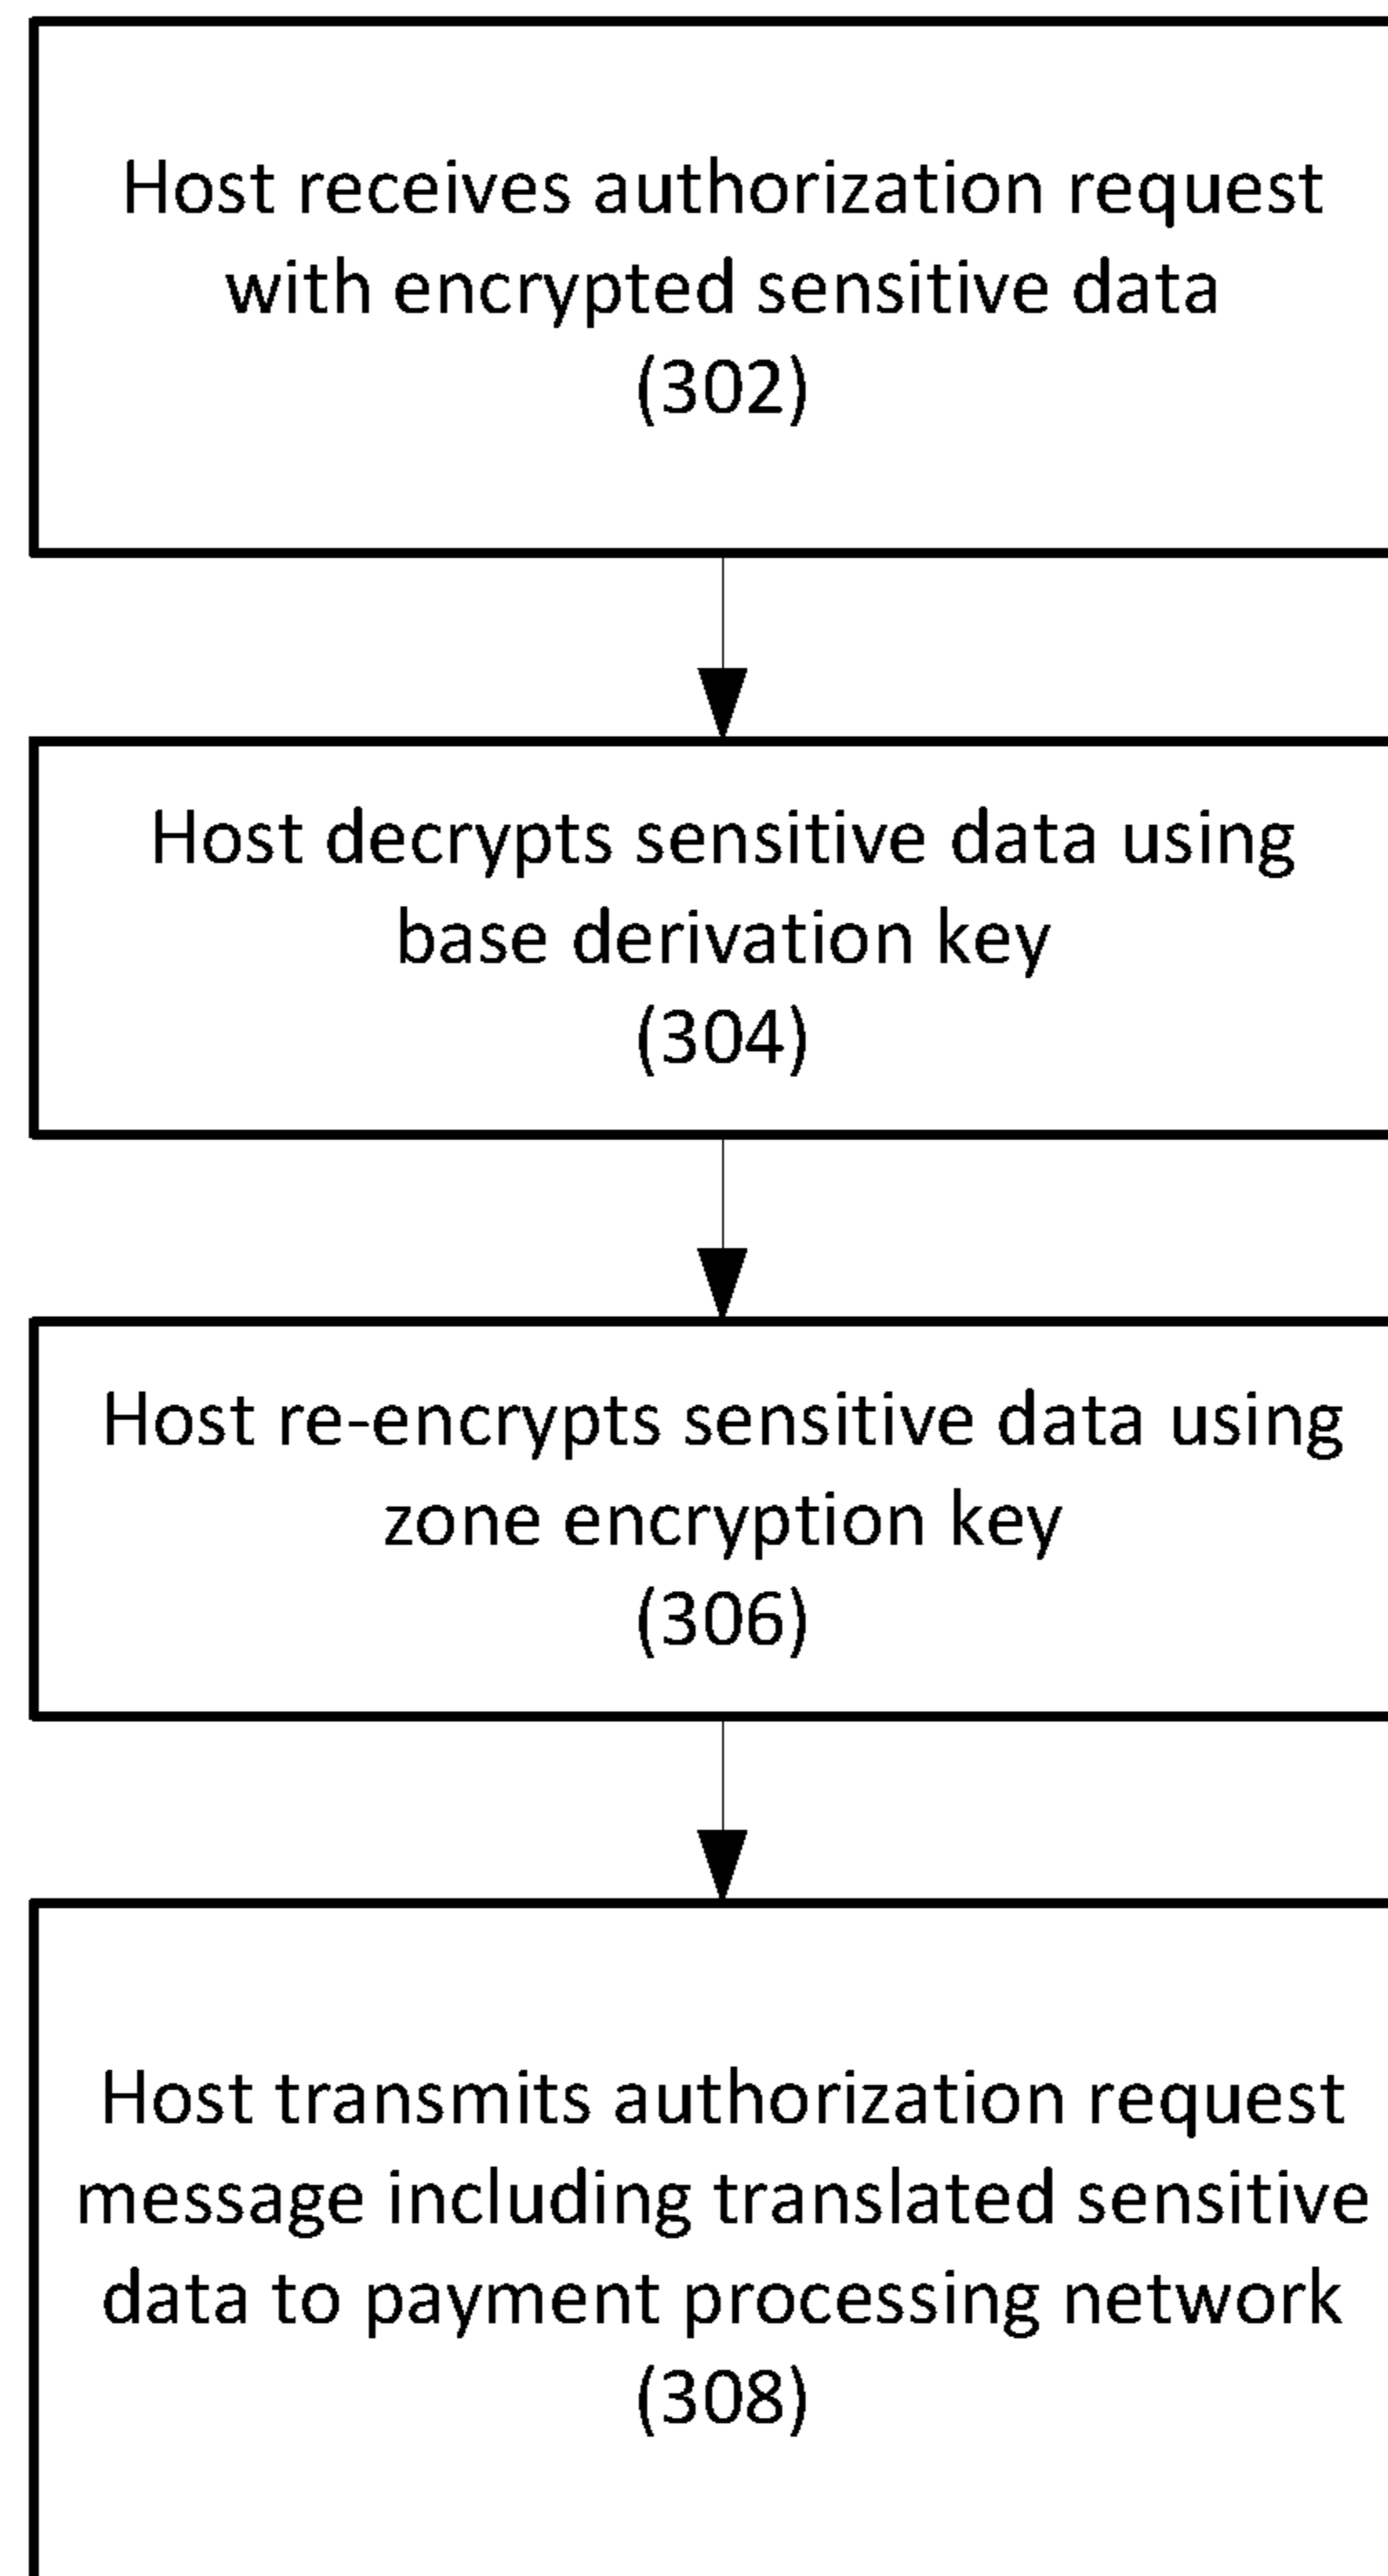 Host receives authorization request
with encrypted sensitive data
(302)
Host decrypts sensitive data using
base derivation key
(304)
Host re-encrypts sensitive data using
zone encryption key
(306)
Host transmits authorization request
message including translated sensitive
data to payment processing network
(308)